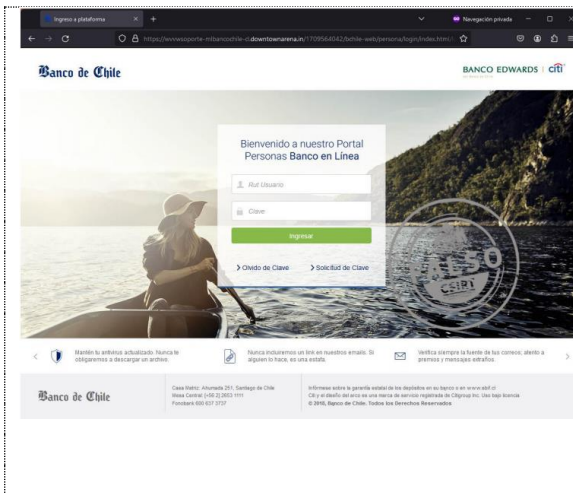 Ingreso a plataforma
Navegación privada
downtownarena.in/1709564042/bchile-web/persona/login/index.html
Banco de Chile
BANCO EDWARDS | citi
Bienvenido a nuestro Portal
Personas Banco en Línea
Rut Usuario
Clave
Ingresar
Olvido de Clave
Solicitud de Clave
FALSO
CSIRT
Mantén tu antivirus actualizado. Nunca te
obligaremos a descargar un archivo.
Nunca incluiremos un link en nuestros emails. Si
alguien lo hace, es una estafa.
Verifica siempre la fuente de tus correos; atento a
premios y mensajes extraños.
Banco de Chile
Casa Matriz: Ahumada 251, Santiago de Chile
Mesa Central: (+56 2) 2653 1111
Fonobank 600 637 3737
Infórmese sobre la garantía estatal de los depósitos en su banco o en www.sbif.cl
Citi y el diseño del arco es una marca de servicio registrada de Citigroup Inc. Uso bajo licencia
© 2015, Banco de Chile. Todos los Derechos Reservados